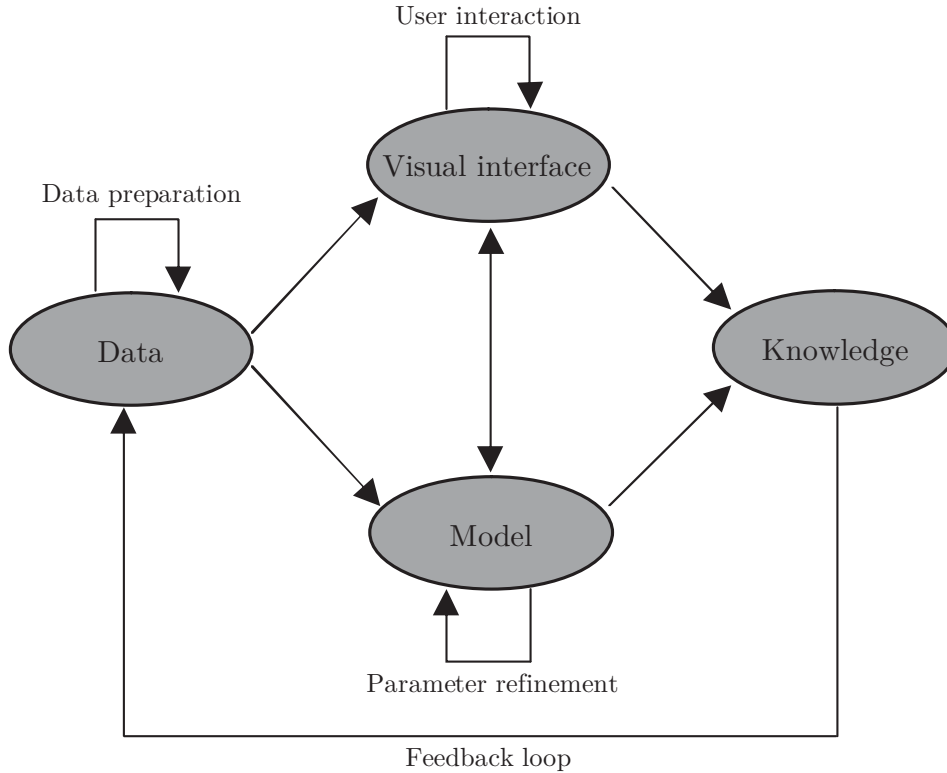 User interaction
Visual interface
Data preparation
Data
Knowledge
Model
Parameter refinement
Feedback loop